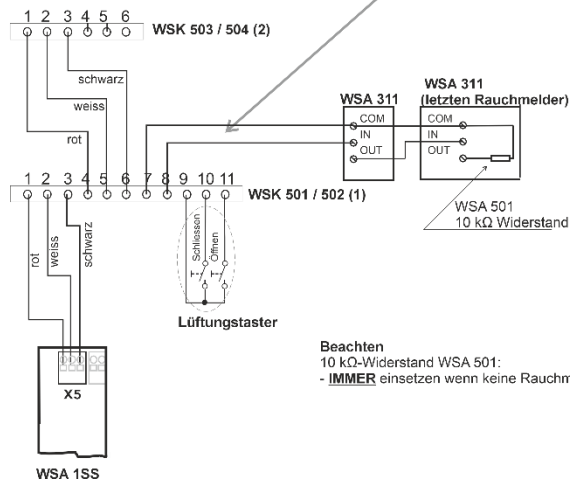 1 2 3 4 5 6
WSK 503 / 504 (2)
schwarz
weiss
rot
WSA 311
WSA 311
(letzten Rauchmelder)
COM
IN
OUT
COM
IN
OUT
1 2 3 4 5 6 7 8 9 10 11
WSK 501 / 502 (1)
WSA 501
10 kΩ Widerstand
rot
weiss
schwarz
Schliessen
Öffnen
Lüftungstaster
Beachten
10 kΩ-Widerstand WSA 501:
- IMMER einsetzen wenn keine Rauchm
X5
WSA 1SS